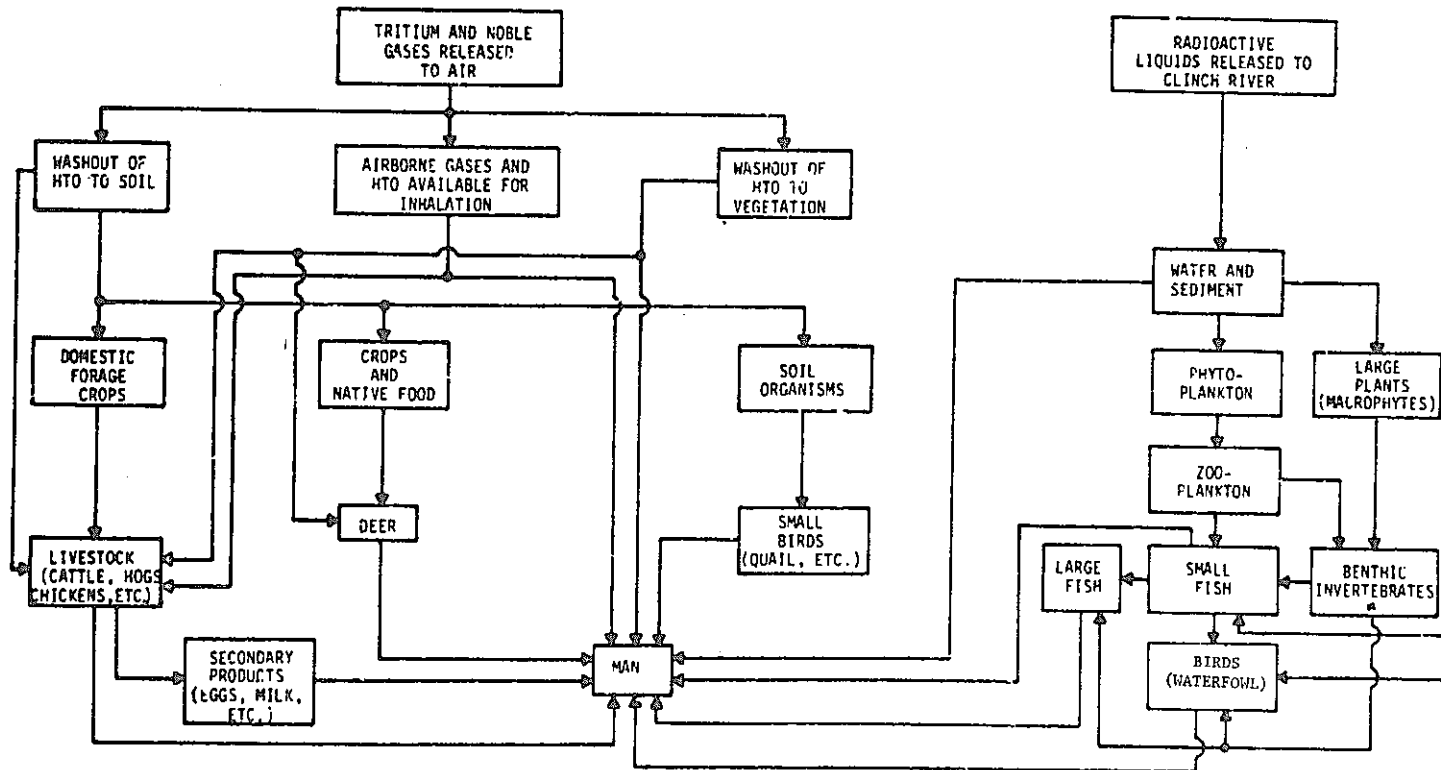 TRITIUM AND NOBLE
GASES RELEASED
TO AIR
RADIOACTIVE
LIQUIDS RELEASED TO
CLINCH RIVER
WASHOUT OF
HTO TO SOIL
AIRBORNE GASES AND
HTO AVAILABLE FOR
INHALATION
WASHOUT OF
HTO TO
VEGETATION
WATER AND
SEDIMENT
DOMESTIC
FORAGE
CROPS
CROPS
AND
NATIVE FOOD
SOIL
ORGANISMS
PHYTO-
PLANKTON
LARGE
PLANTS
(MACROPHYTES)
ZOO-
PLANKTON
DEER
SMALL
BIRDS
(QUAIL, ETC.)
LIVESTOCK
(CATTLE, HOGS
CHICKENS, ETC.)
LARGE
FISH
SMALL
FISH
BENTHIC
INVERTEBRATES
SECONDARY
PRODUCTS
(EGGS, MILK,
ETC.)
MAN
BIRDS
(WATERFOWL)